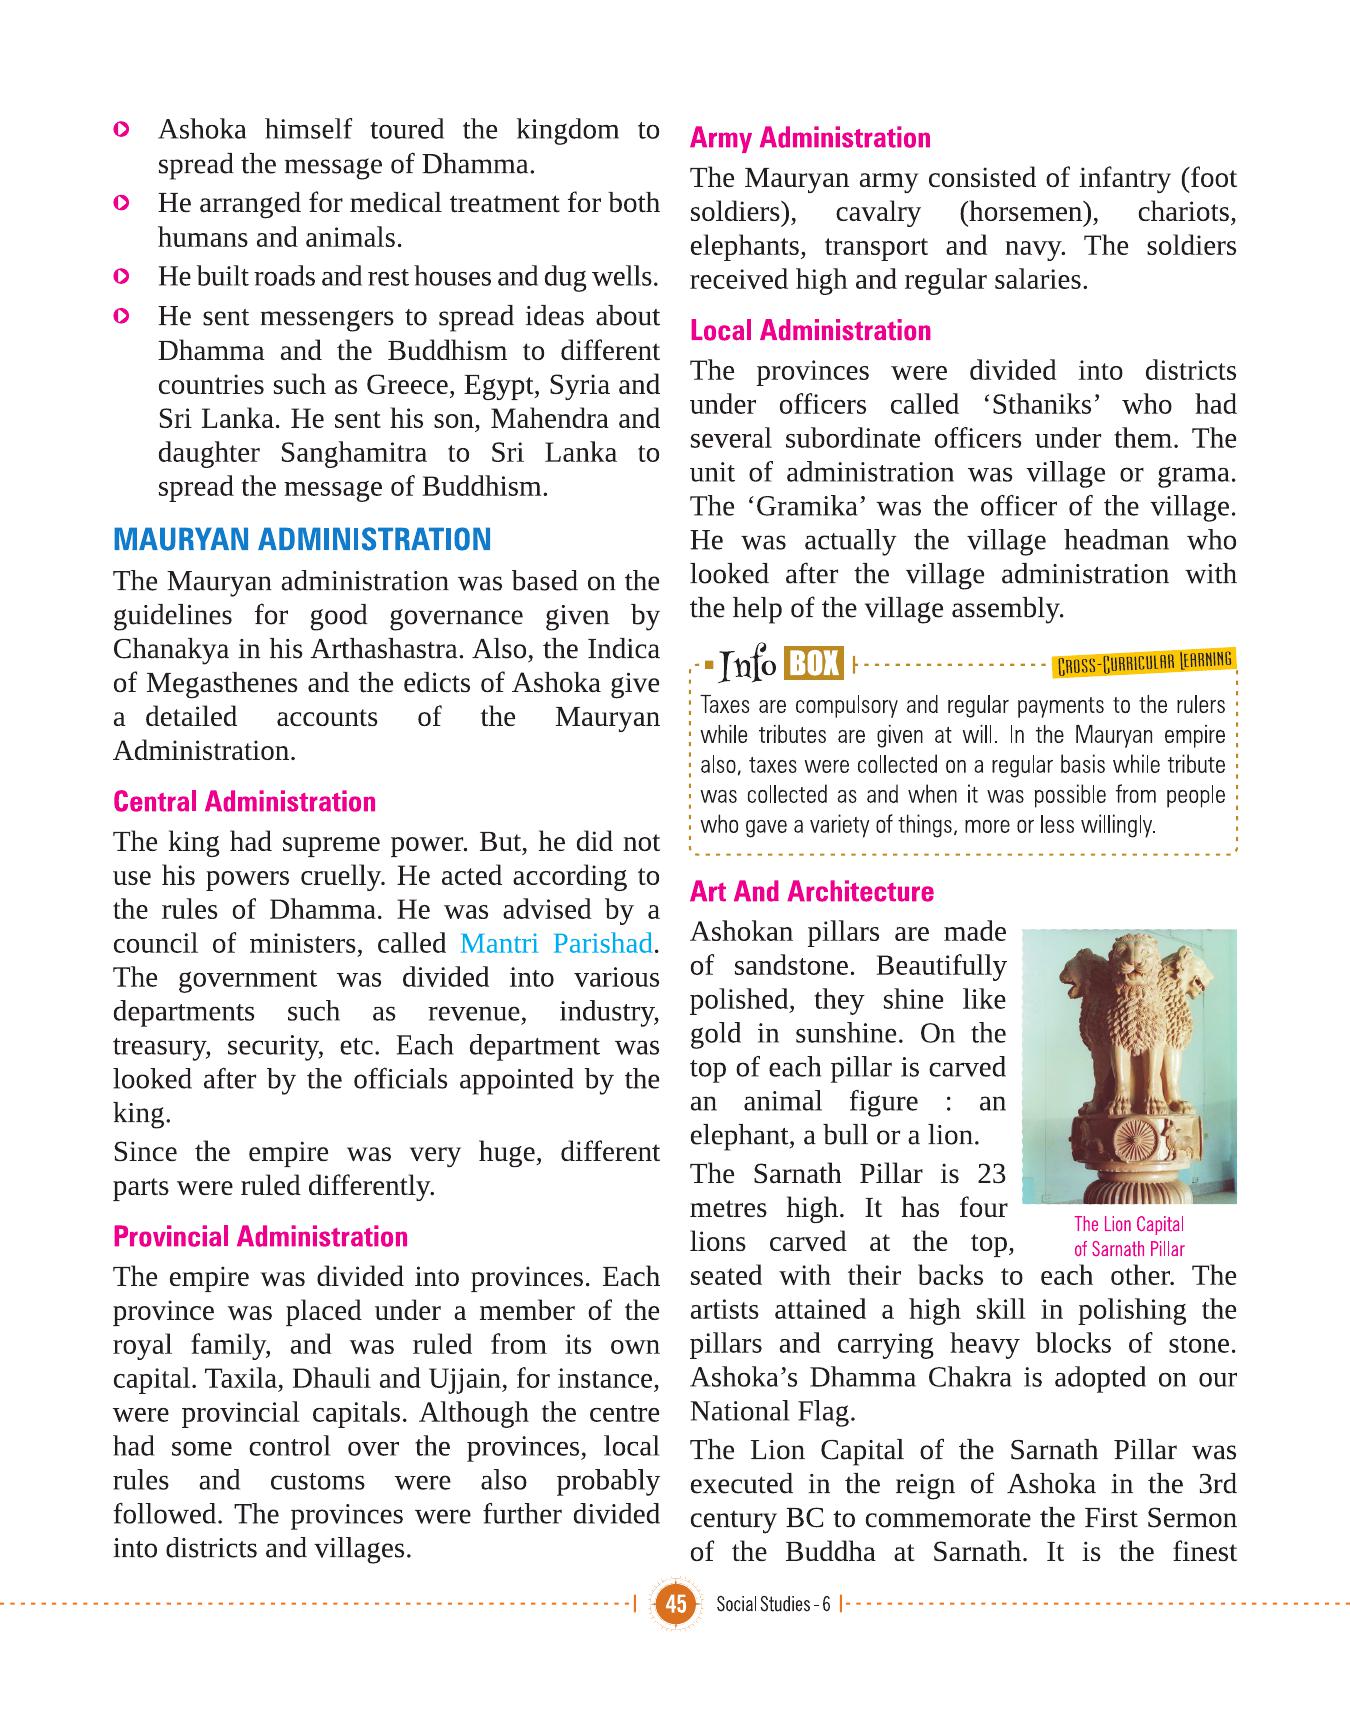 Ashoka himself toured the kingdom to
spread the message of Dhamma.
He arranged for medical treatment for both
humans and animals.
He built roads and rest houses and dug wells.
He sent messengers to spread ideas about
Dhamma and the Buddhism to different
countries such as Greece, Egypt, Syria and
Sri Lanka. He sent his son, Mahendra and
daughter Sanghamitra to Sri Lanka to
spread the message of Buddhism.
MAURYAN ADMINISTRATION
The Mauryan administration was based on the
guidelines for good governance given by
Chanakya in his Arthashastra. Also, the Indica
of Megasthenes and the edicts of Ashoka give
a detailed accounts of the Mauryan
Administration.
Central Administration
The king had supreme power. But, he did not
use his powers cruelly. He acted according to
the rules of Dhamma. He was advised by a
council of ministers, called Mantri Parishad.
The government was divided into various
departments such as revenue, industry,
treasury, security, etc. Each department was
looked after by the officials appointed by the
king.
Since the empire was very huge, different
parts were ruled differently.
Provincial Administration
The empire was divided into provinces. Each
province was placed under a member of the
royal family, and was ruled from its own
capital. Taxila, Dhauli and Ujjain, for instance,
were provincial capitals. Although the centre
had some control over the provinces, local
rules and customs were also probably
followed. The provinces were further divided
into districts and villages.
Army Administration
The Mauryan army consisted of infantry (foot
soldiers), cavalry (horsemen), chariots,
elephants, transport and navy. The soldiers
received high and regular salaries.
Local Administration
The provinces were divided into districts
under officers called ‘Sthaniks’ who had
several subordinate officers under them. The
unit of administration was village or grama.
The ‘Gramika’ was the officer of the village.
He was actually the village headman who
looked after the village administration with
the help of the village assembly.
Info BOX
CROSS-CURRICULAR LEARNING
Taxes are compulsory and regular payments to the rulers
while tributes are given at will. In the Mauryan empire
also, taxes were collected on a regular basis while tribute
was collected as and when it was possible from people
who gave a variety of things, more or less willingly.
Art And Architecture
Ashokan pillars are made
of sandstone. Beautifully
polished, they shine like
gold in sunshine. On the
top of each pillar is carved
an animal figure : an
elephant, a bull or a lion.
The Sarnath Pillar is 23
metres high. It has four
lions carved at the top,
seated with their backs to each other. The
artists attained a high skill in polishing the
pillars and carrying heavy blocks of stone.
Ashoka’s Dhamma Chakra is adopted on our
National Flag.
The Lion Capital
of Sarnath Pillar
The Lion Capital of the Sarnath Pillar was
executed in the reign of Ashoka in the 3rd
century BC to commemorate the First Sermon
of the Buddha at Sarnath. It is the finest
45 Social Studies - 6